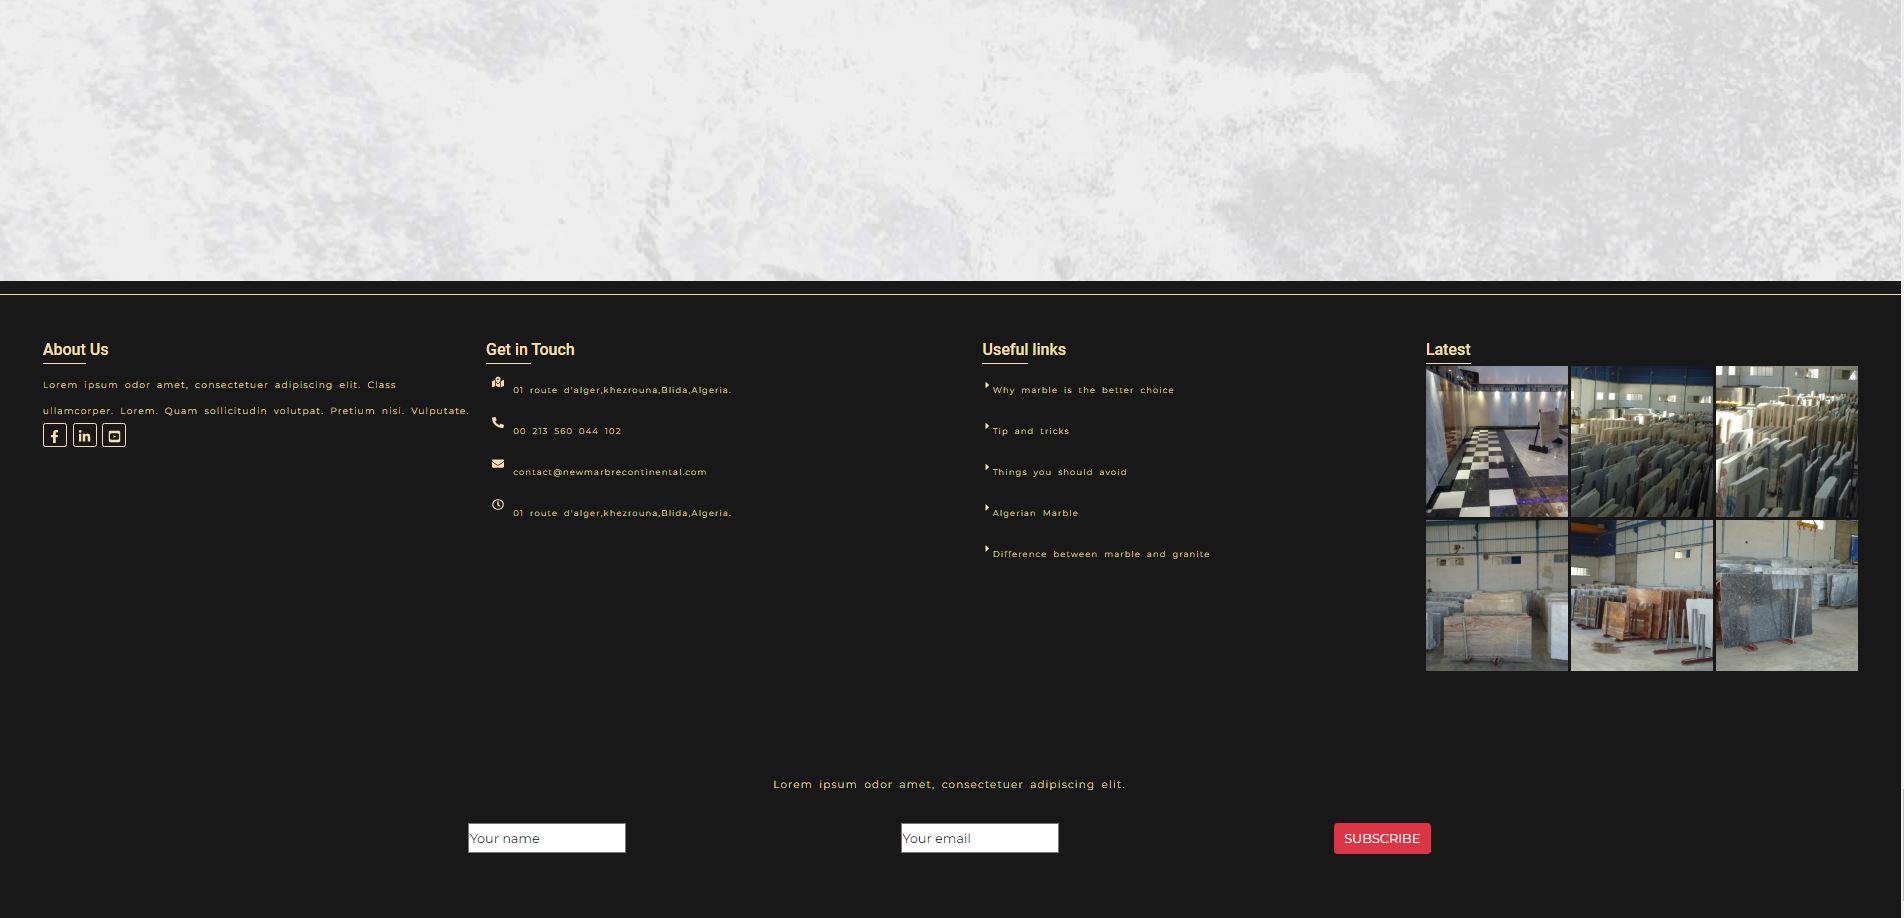 About Us
Lorem ipsum odor amet, consectetuer adipiscing elit. Class
ullamcorper. Lorem. Quam sollicitudin volutpat. Pretium nisi. Vulputate.
Get in Touch
01 route d'alger,khezrouna,Blida,Algeria.
00 213 560 044 102
contact@newmarbrecontinental.com
01 route d'alger,khezrouna,Blida,Algeria.
Useful links
Why marble is the better choice
Tip and tricks
Things you should avoid
Algerian Marble
Difference between marble and granite
Latest
Lorem ipsum odor amet, consectetuer adipiscing elit.
Your name
Your email
SUBSCRIBE